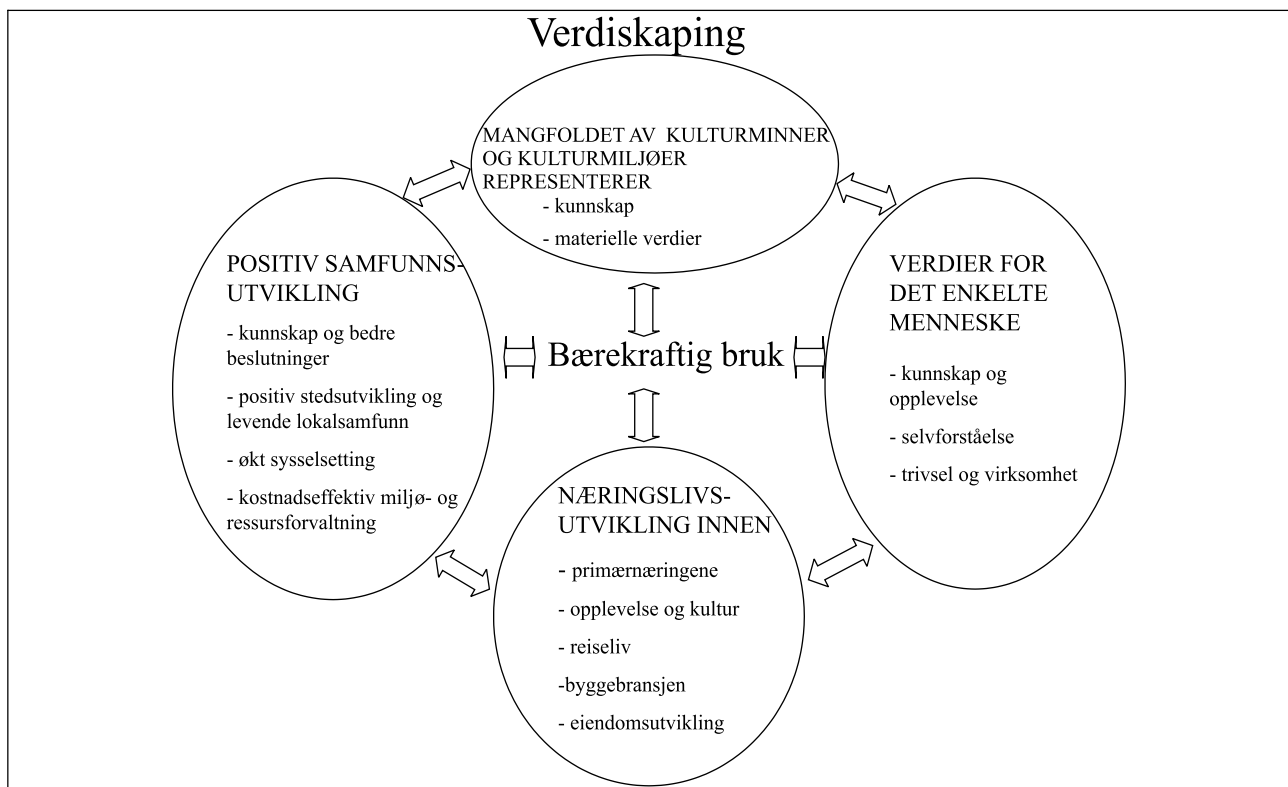 Verdiskaping
MANGFOLDET AV KULTURMINNER
OG KULTURMILJØER
REPRESENTERER
- kunnskap
- materielle verdier
POSITIV SAMFUNNS-
UTVIKLING
- kunnskap og bedre
beslutninger
- positiv stedsutvikling og
levende lokalsamfunn
- økt sysselsetting
- kostnadseffektiv miljø- og
ressursforvaltning
Bærekraftig bruk
VERDIER FOR
DET ENKELTE
MENNESKE
- kunnskap og
opplevelse
- selvforståelse
- trivsel og virksomhet
NÆRINGSLIVS-
UTVIKLING INNEN
- primærnæringene
- opplevelse og kultur
- reiseliv
-byggebransjen
- eiendomsutvikling